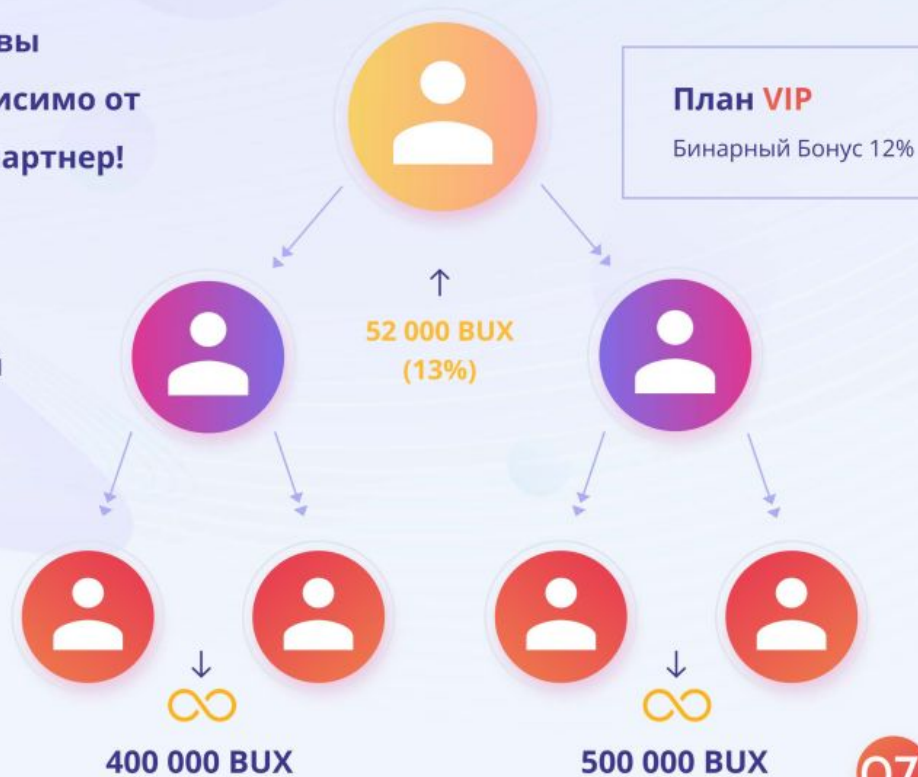 вы
исимо от
артнер!
План VIP
Бинарный Бонус 12%
52 000 BUX
(13%)
400 000 BUX
500 000 BUX
07